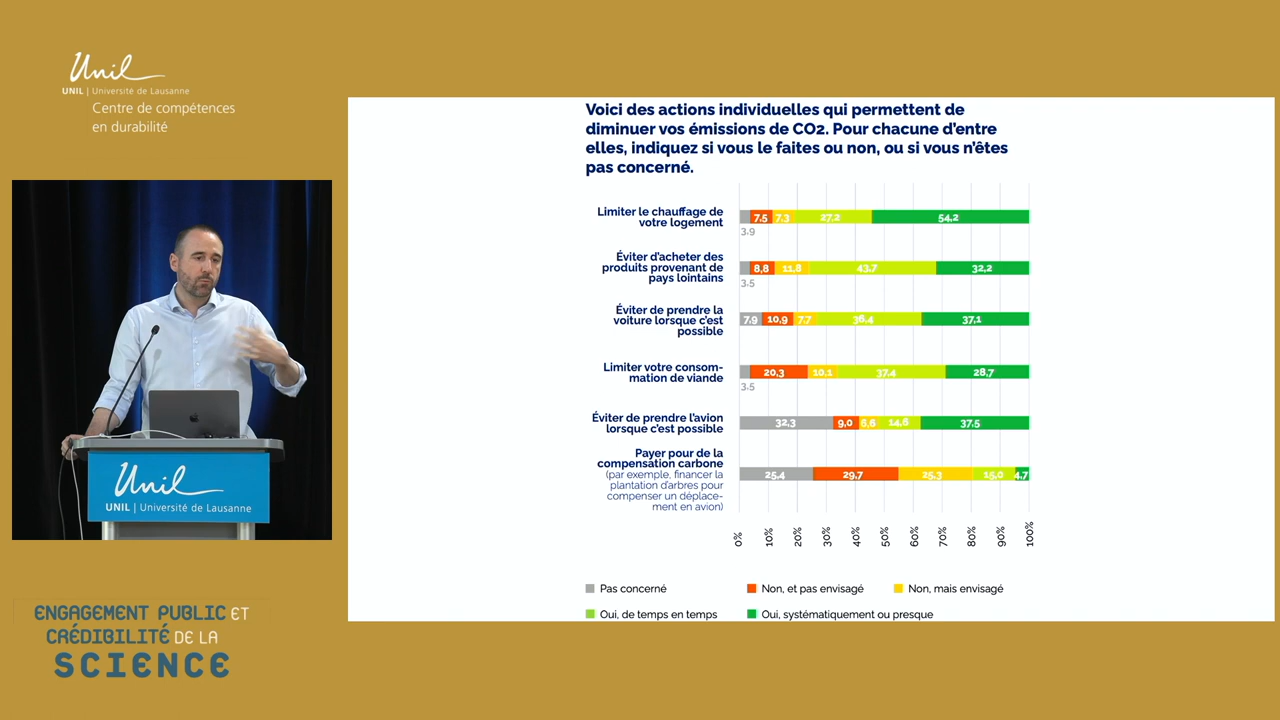 Unil
UNIL | Université de Lausanne
Centre de compétences
en durabilité
Voici des actions individuelles qui permettent de
diminuer vos émissions de CO2. Pour chacune d'entre
elles, indiquez si vous le faites ou non, ou si vous n'êtes
pas concerné.
Limiter le chauffage de
votre logement
7,5 7,3 27,2 54,2
3,9
Éviter d'acheter des
produits provenant de
pays lointains
8,8 11,8 43,7 32,2
3,5
Éviter de prendre la
voiture lorsque c'est
possible
7,9 10,9 7,7 36,4 37,1
Limiter votre consom-
mation de viande
20,3 10,1 37,4 28,7
3,5
Éviter de prendre l'avion
lorsque c'est possible
32,3 9,0 6,6 14,6 37,5
Payer pour de la
compensation carbone
(par exemple, financer la
plantation d'arbres pour
compenser un déplace-
ment en avion)
25,4 29,7 25,3 15,0 4,7
0% 10% 20% 30% 40% 50% 60% 70% 80% 90% 100%
Pas concerné Non, et pas envisagé Non, mais envisagé
Oui, de temps en temps Oui, systématiquement ou presque
Unil
UNIL | Université de Lausanne
ENGAGEMENT PUBLIC ET
CRÉDIBILITÉ DE LA
SCIENCE